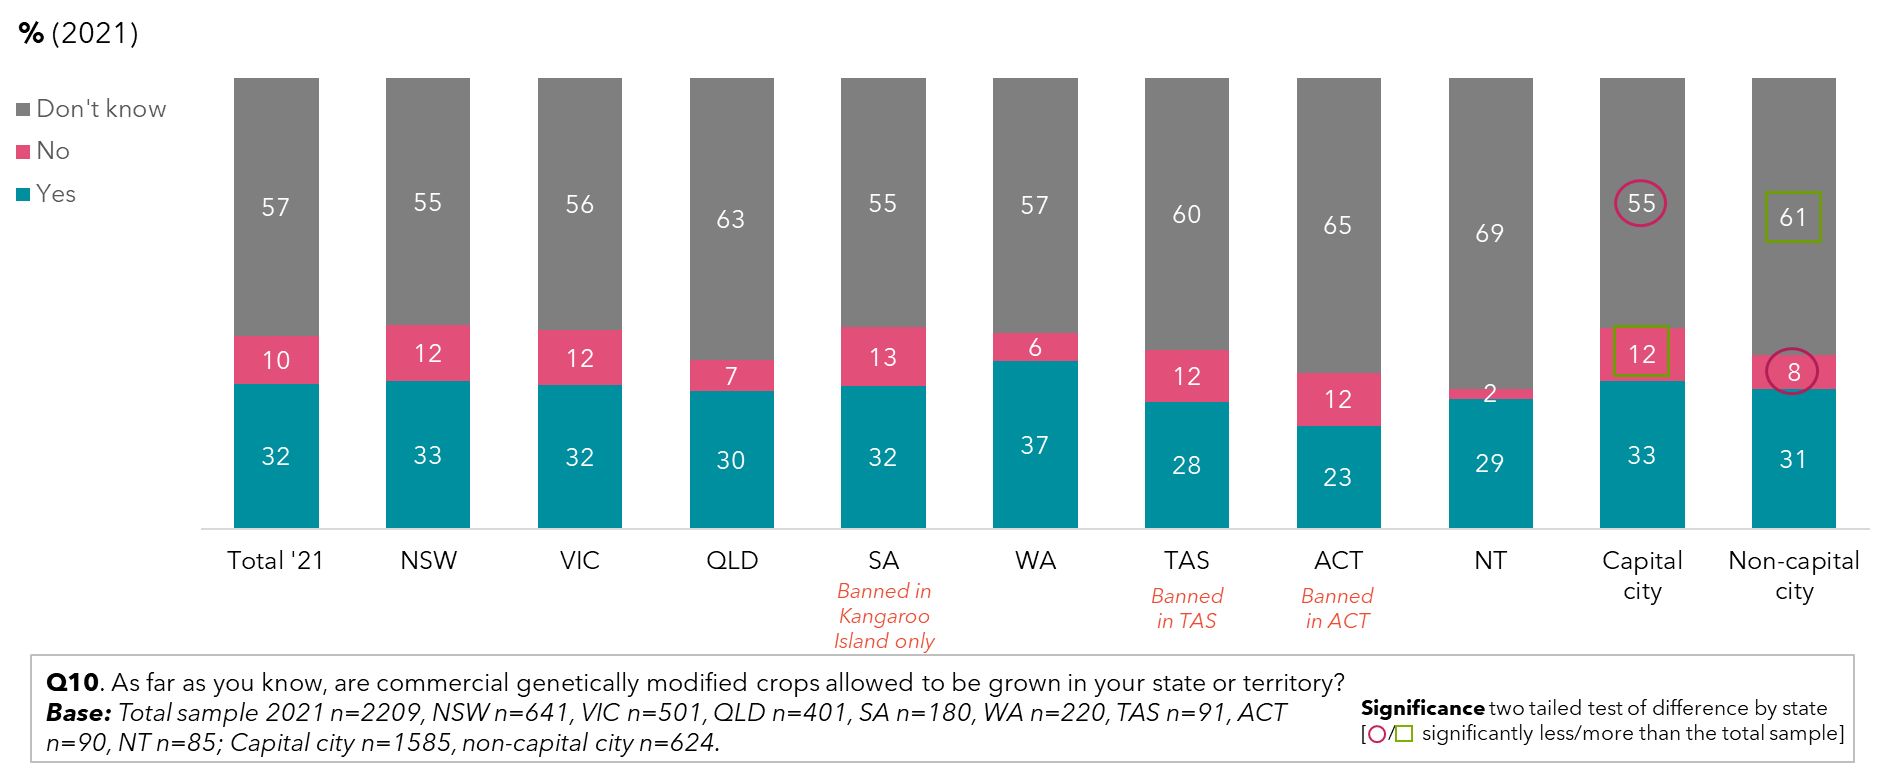 % (2021)
Don't know
No
Yes
57 55 56 63 55 57 60 65 69 55 61
10 12 12 7 13 6 12 12 2 12 8
32 33 32 30 32 37 28 23 29 33 31
Total '21 NSW VIC QLD SA WA TAS ACT NT Capital Non-capital
city city
Banned in
Kangaroo
Island only
Banned
in TAS
Banned
in ACT
Q10. As far as you know, are commercial genetically modified crops allowed to be grown in your state or territory?
Base: Total sample 2021 n=2209, NSW n=641, VIC n=501, QLD n=401, SA n=180, WA n=220, TAS n=91, ACT
n=90, NT n=85; Capital city n=1585, non-capital city n=624.
Significance two tailed test of difference by state
[○/□ significantly less/more than the total sample]